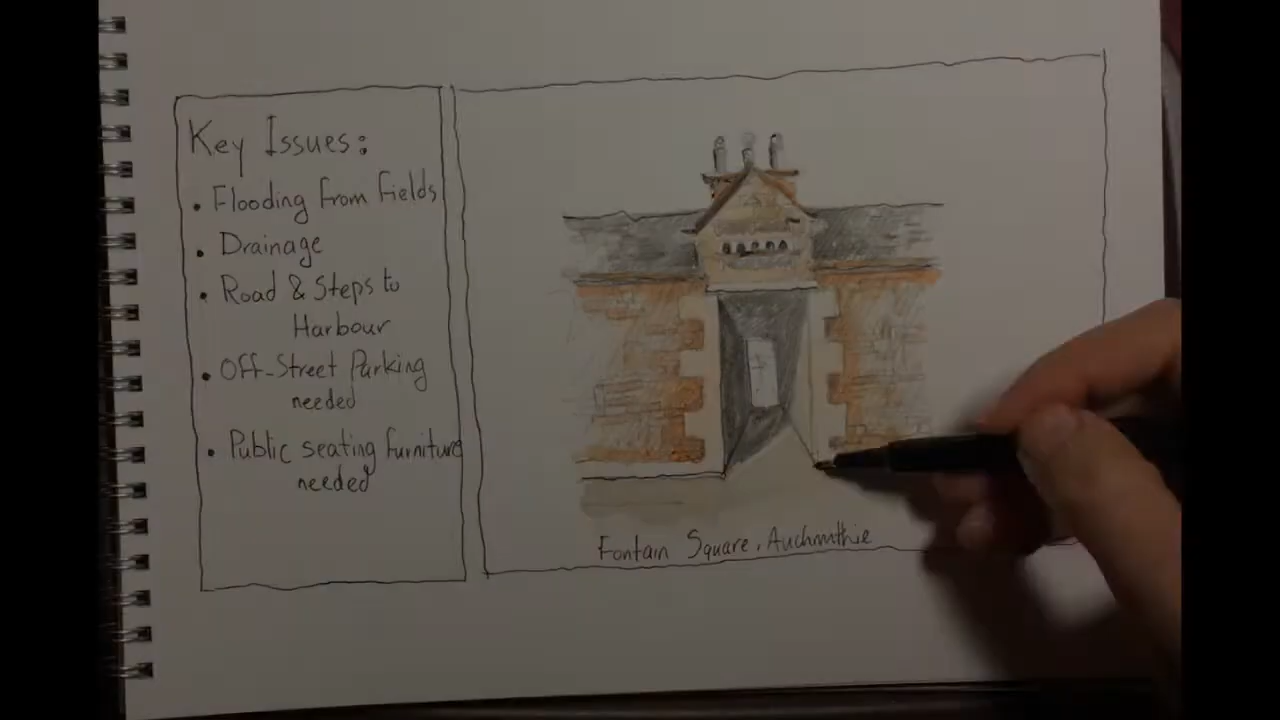 Key Issues:
• Flooding from Fields
• Drainage
• Road & Steps to
Harbour
• Off-Street Parking
needed
• Public seating furniture
needed
Fontain Square, Auchmithie